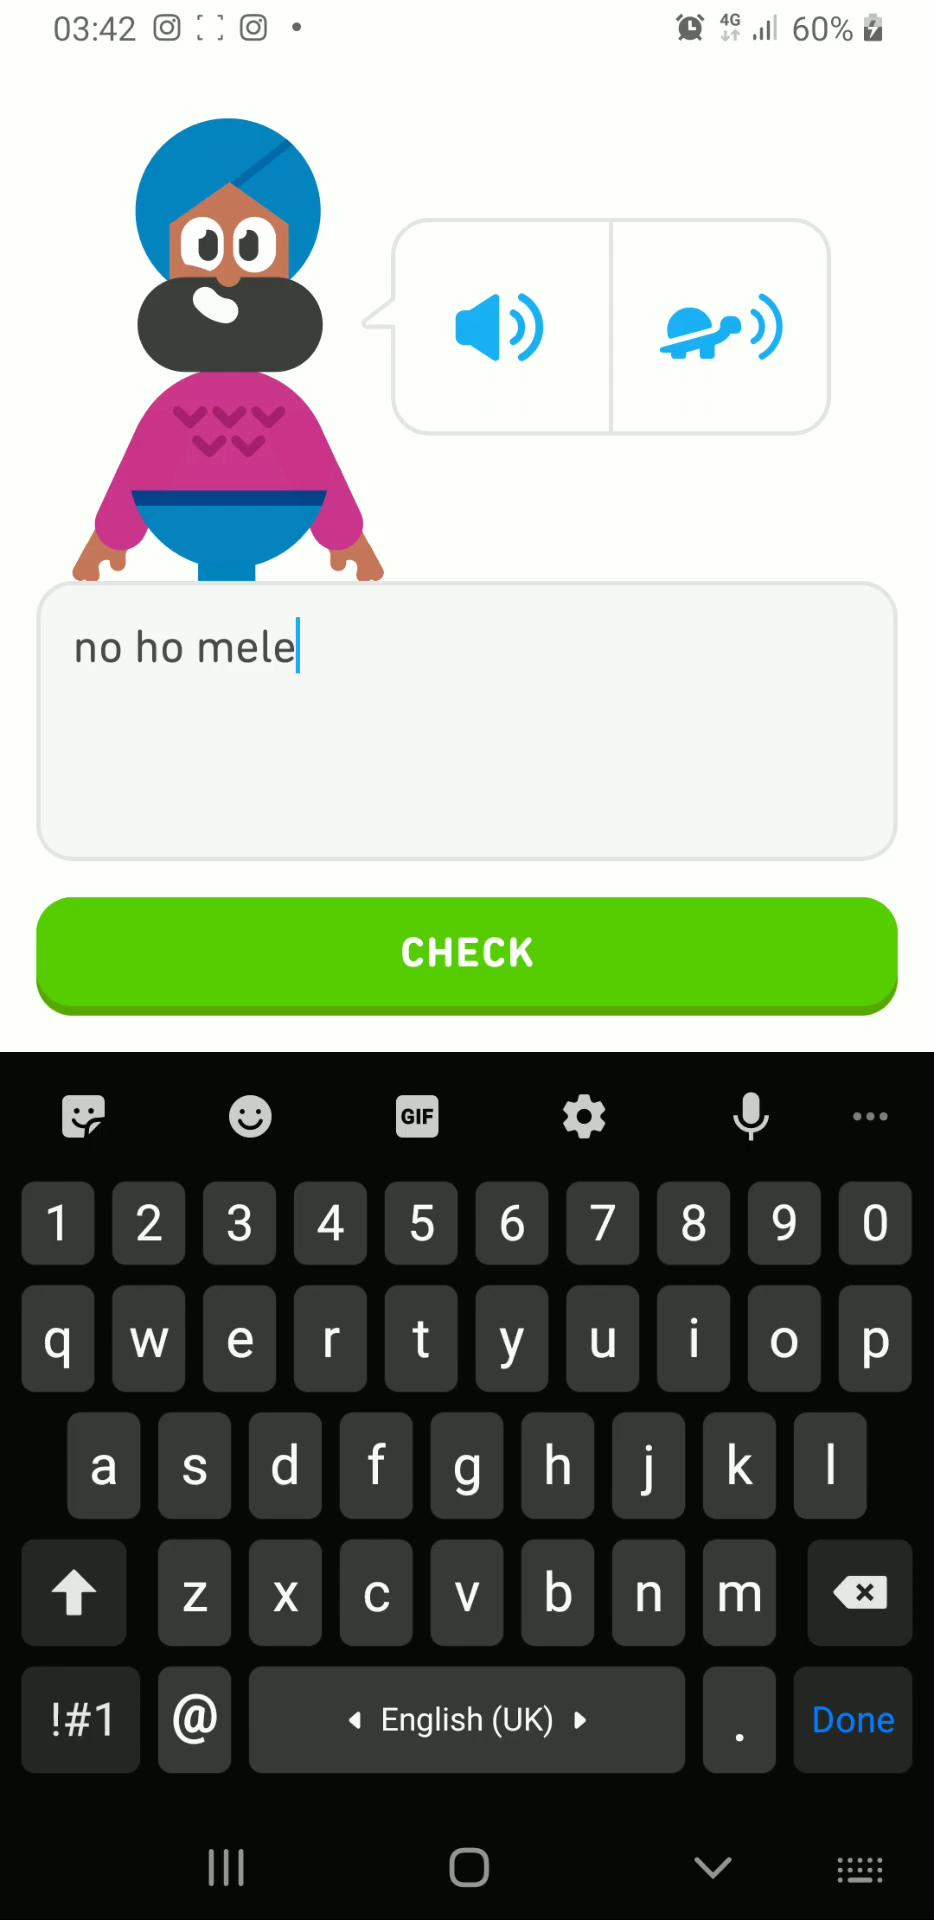 03:42 4G 60%
no ho mele
CHECK
GIF
1 2 3 4 5 6 7 8 9 0
q w e r t y u i o p
a s d f g h j k l
z x c v b n m
!#1 @ English (UK) . Done